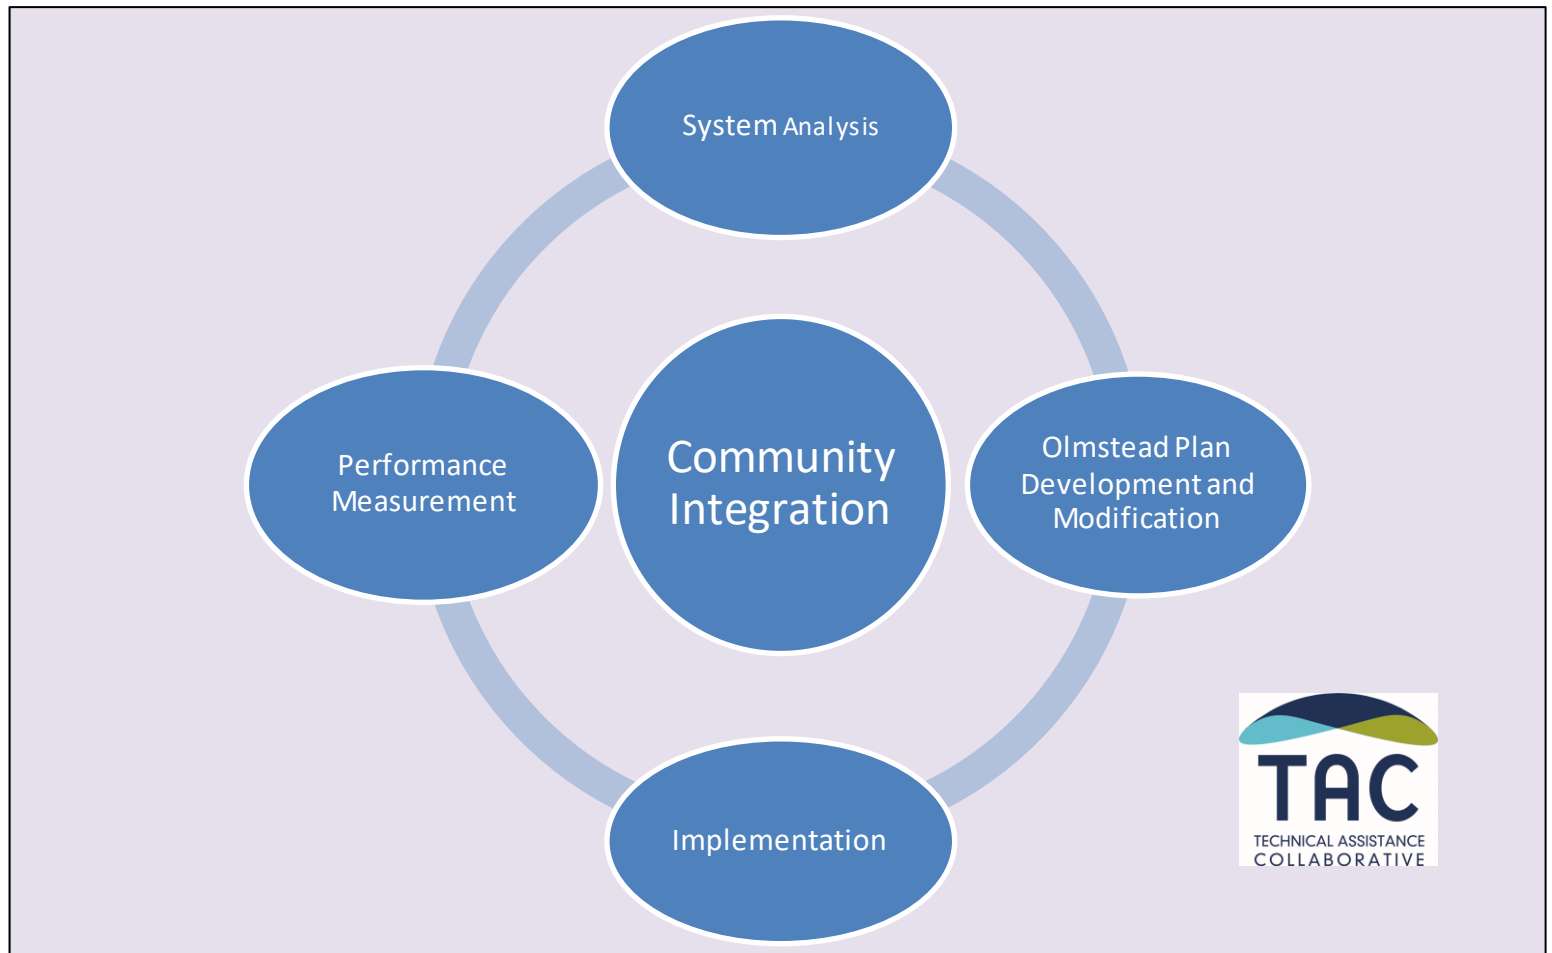 System Analysis
Performance
Measurement
Community
Integration
Olmstead Plan
Development and
Modification
Implementation
TAC
TECHNICAL ASSISTANCE
COLLABORATIVE